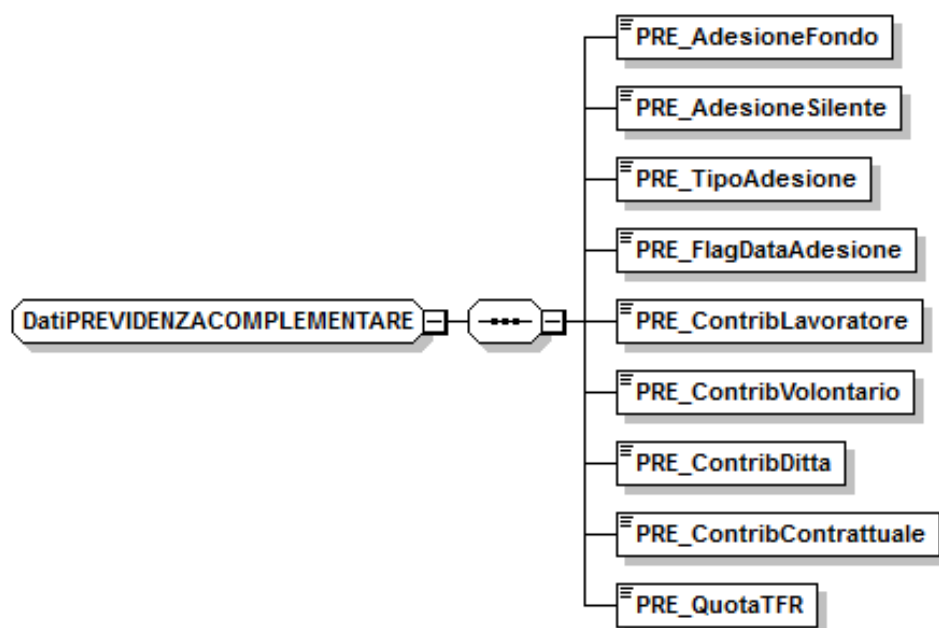 PRE_AdesioneFondo
PRE_AdesioneSilente
PRE_TipoAdesione
PRE_FlagDataAdesione
DatiPREVIDENZACOMPLEMENTARE
PRE_ContribLavoratore
PRE_ContribVolontario
PRE_ContribDitta
PRE_ContribContrattuale
PRE_QuotaTFR